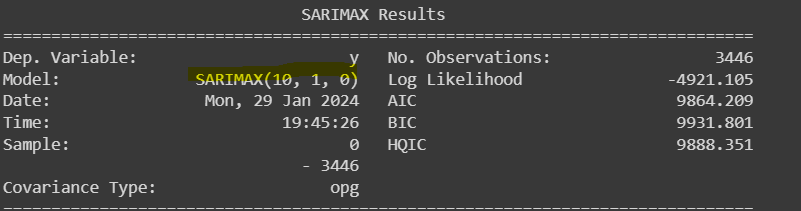 SARIMAX Results
==============================================================================
Dep. Variable: y No. Observations: 3446
Model: SARIMAX(10, 1, 0) Log Likelihood -4921.105
Date: Mon, 29 Jan 2024 AIC 9864.209
Time: 19:45:26 BIC 9931.801
Sample: 0 HQIC 9888.351
- 3446
Covariance Type: opg
==============================================================================